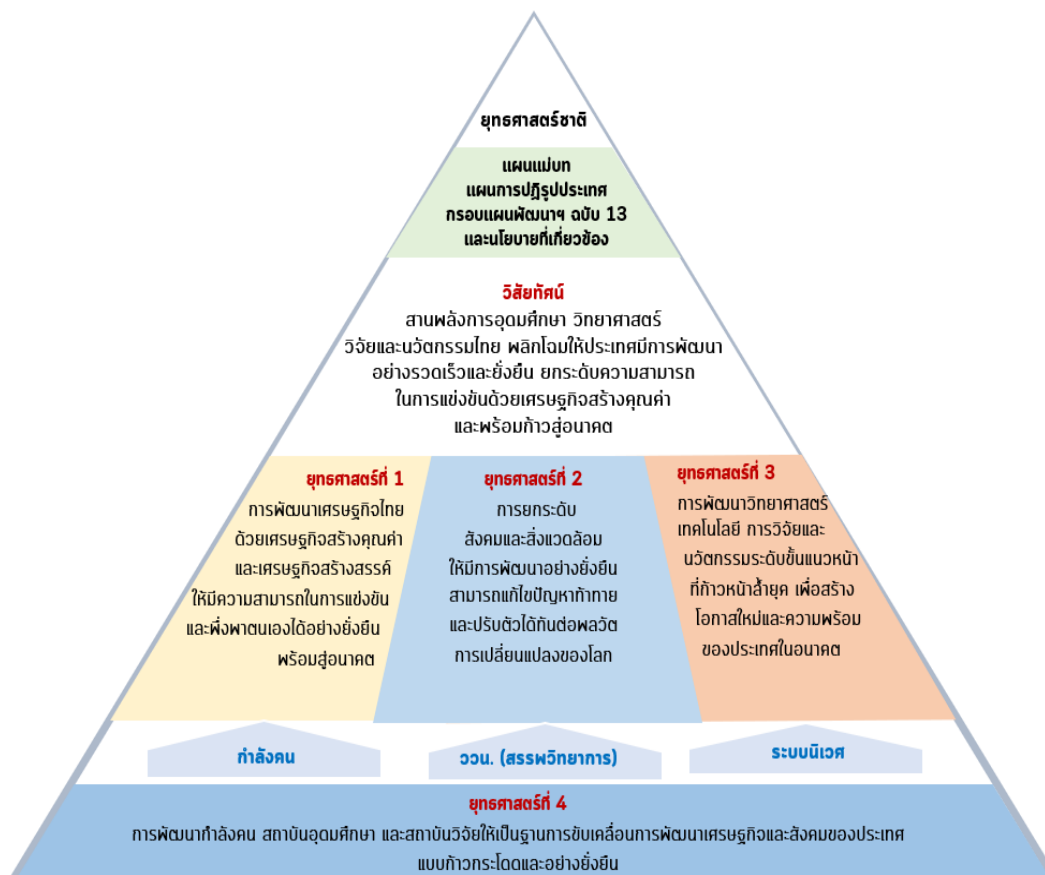 ยุทธศาสตร์ชาติ
แผนแม่บท
แผนการปฏิรูปประเทศ
กรอบแผนพัฒนาฯ ฉบับ 13
และนโยบายที่เกี่ยวข้อง
วิสัยทัศน์
สานพลังการอุดมศึกษา วิทยาศาสตร์
วิจัยและนวัตกรรมไทย พลิกโฉมให้ประเทศมีการพัฒนา
อย่างรวดเร็วและยั่งยืน ยกระดับความสามารถ
ในการแข่งขันด้วยเศรษฐกิจสร้างคุณค่า
และพร้อมก้าวสู่อนาคต
ยุทธศาสตร์ที่ 1
การพัฒนาเศรษฐกิจไทย
ด้วยเศรษฐกิจสร้างคุณค่า
และเศรษฐกิจสร้างสรรค์
ให้มีความสามารถในการแข่งขัน
และพึ่งพาตนเองได้อย่างยั่งยืน
พร้อมสู่อนาคต
ยุทธศาสตร์ที่ 2
การยกระดับ
สังคมและสิ่งแวดล้อม
ให้มีการพัฒนาอย่างยั่งยืน
สามารถแก้ไขปัญหาท้าทาย
และปรับตัวได้ทันต่อพลวัต
การเปลี่ยนแปลงของโลก
ยุทธศาสตร์ที่ 3
การพัฒนาวิทยาศาสตร์
เทคโนโลยี การวิจัยและ
นวัตกรรมระดับขั้นแนวหน้า
ที่ก้าวหน้าล้ำยุค เพื่อสร้าง
โอกาสใหม่และความพร้อม
ของประเทศในอนาคต
กำลังคน
ววน. (สรรพวิทยาการ)
ระบบนิเวศ
ยุทธศาสตร์ที่ 4
การพัฒนากำลังคน สถาบันอุดมศึกษา และสถาบันวิจัยให้เป็นฐานการขับเคลื่อนการพัฒนาเศรษฐกิจและสังคมของประเทศ
แบบก้าวกระโดดและอย่างยั่งยืน